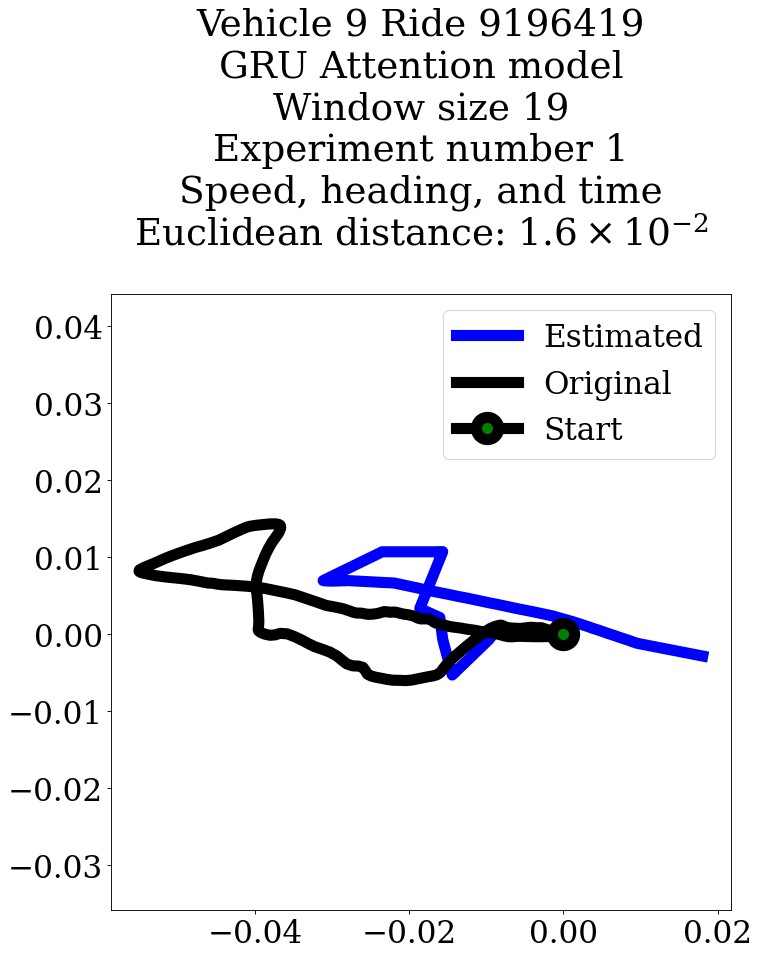 Vehicle 9 Ride 9196419
GRU Attention model
Window size 19
Experiment number 1
Speed, heading, and time
Euclidean distance: 1.6 × 10⁻²
Estimated
Original
Start
0.04
0.03
0.02
0.01
0.00
−0.01
−0.02
−0.03
−0.04
−0.02
0.00
0.02